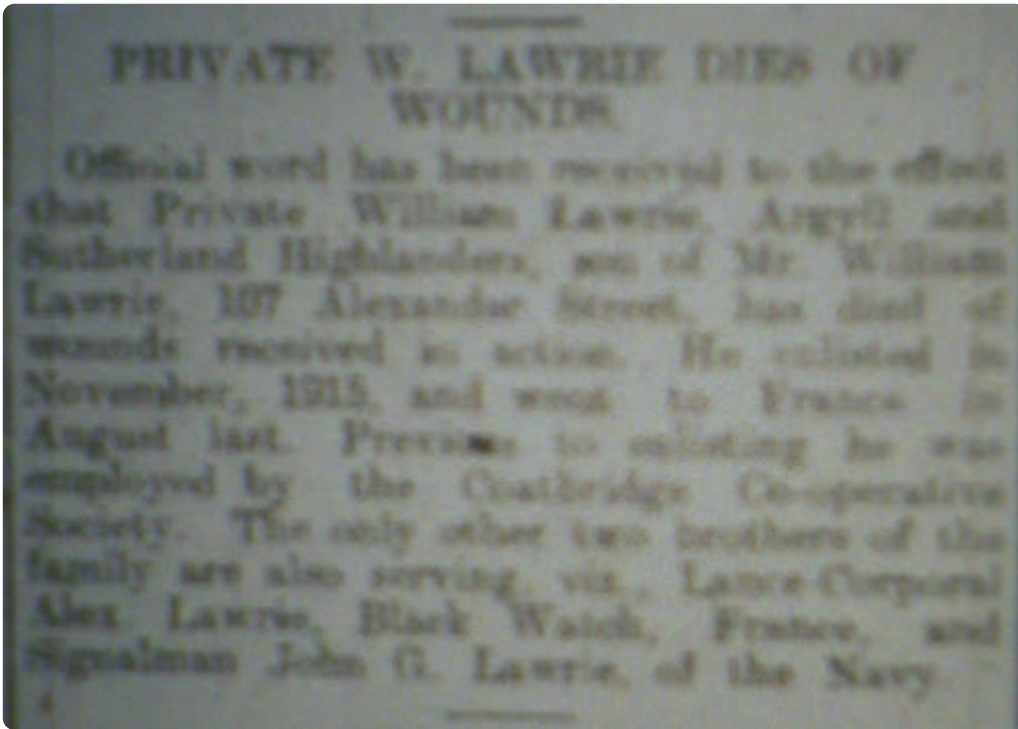 PRIVATE W. LAWRIE DIES OF
WOUNDS.
Official word has been received to the effect
that Private William Lawrie, Argyll and
Sutherland Highlanders, son of Mr. William
Lawrie, 107 Alexander Street, has died of
wounds received in action. He enlisted in
November, 1915, and went to France in
August last. Previous to enlisting he was
employed by the Coatbridge Co-operative
Society. The only other two brothers of the
family are also serving, viz., Lance-Corporal
Alex Lawrie, Black Watch, France, and
Signalman John G. Lawrie, of the Navy.